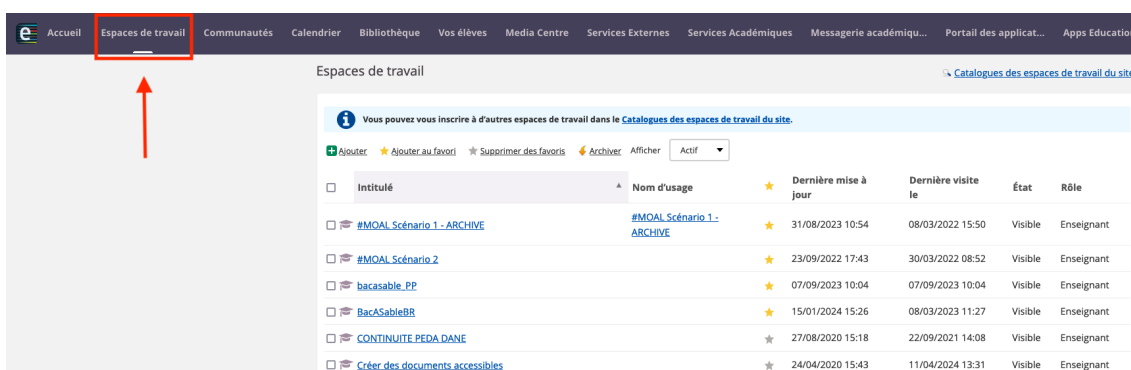 e Accueil Espaces de travail Communautés Calendrier Bibliothèque Vos élèves Media Centre Services Externes Services Académiques Messagerie académiqu... Portail des applicat... Apps Education
Espaces de travail
Catalogues des espaces de travail du site
Vous pouvez vous inscrire à d'autres espaces de travail dans le Catalogues des espaces de travail du site.
Ajouter Ajouter au favori Supprimer des favoris Archiver Afficher Actif
Intitulé Nom d'usage Dernière mise à jour Dernière visite le État Rôle
#MOAL Scénario 1 - ARCHIVE #MOAL Scénario 1 - ARCHIVE 31/08/2023 10:54 08/03/2022 15:50 Visible Enseignant
#MOAL Scénario 2 23/09/2022 17:43 30/03/2022 08:52 Visible Enseignant
bacasable_PP 07/09/2023 10:04 07/09/2023 10:04 Visible Enseignant
BacASableBR 15/01/2024 15:26 08/03/2023 11:27 Visible Enseignant
CONTINUITE PEDA DANE 27/08/2020 15:18 22/09/2021 14:08 Visible Enseignant
Créer des documents accessibles 24/04/2020 15:43 11/04/2024 13:31 Visible Enseignant